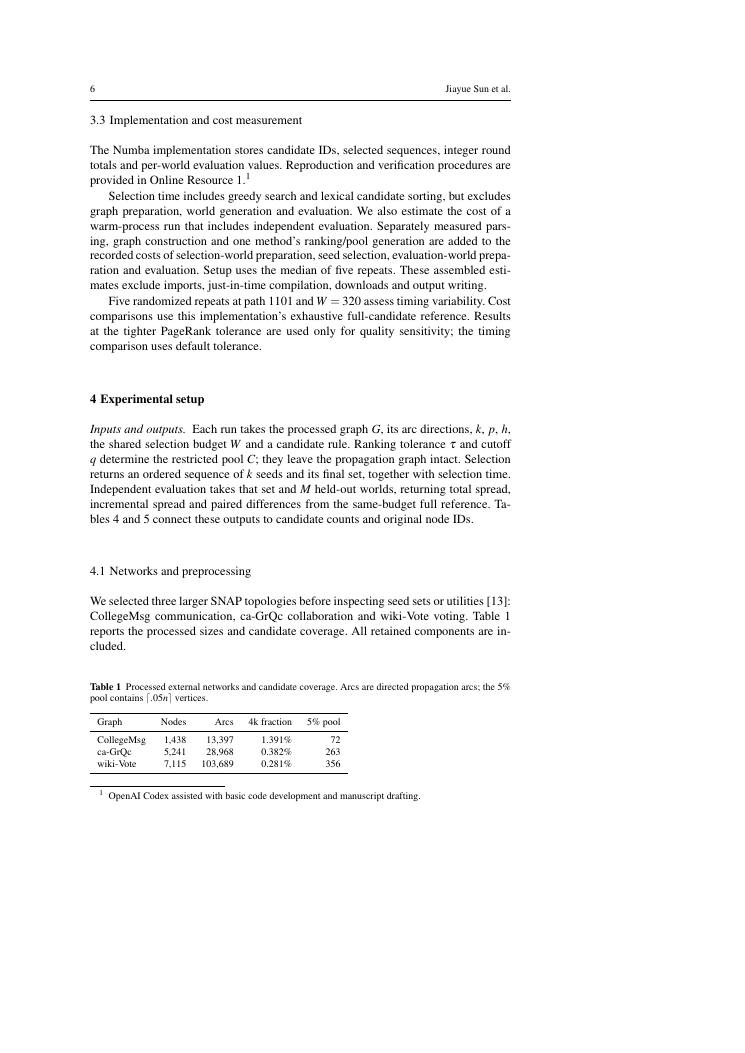 6 Jiayue Sun et al.
3.3 Implementation and cost measurement
The Numba implementation stores candidate IDs, selected sequences, integer round
totals and per-world evaluation values. Reproduction and verification procedures are
provided in Online Resource 1.1
Selection time includes greedy search and lexical candidate sorting, but excludes
graph preparation, world generation and evaluation. We also estimate the cost of a
warm-process run that includes independent evaluation. Separately measured pars-
ing, graph construction and one method's ranking/pool generation are added to the
recorded costs of selection-world preparation, seed selection, evaluation-world prepa-
ration and evaluation. Setup uses the median of five repeats. These assembled esti-
mates exclude imports, just-in-time compilation, downloads and output writing.
Five randomized repeats at path 1101 and W = 320 assess timing variability. Cost
comparisons use this implementation's exhaustive full-candidate reference. Results
at the tighter PageRank tolerance are used only for quality sensitivity; the timing
comparison uses default tolerance.
4 Experimental setup
Inputs and outputs. Each run takes the processed graph G, its arc directions, k, p, h,
the shared selection budget W and a candidate rule. Ranking tolerance τ and cutoff
q determine the restricted pool C; they leave the propagation graph intact. Selection
returns an ordered sequence of k seeds and its final set, together with selection time.
Independent evaluation takes that set and M held-out worlds, returning total spread,
incremental spread and paired differences from the same-budget full reference. Ta-
bles 4 and 5 connect these outputs to candidate counts and original node IDs.
4.1 Networks and preprocessing
We selected three larger SNAP topologies before inspecting seed sets or utilities [13]:
CollegeMsg communication, ca-GrQc collaboration and wiki-Vote voting. Table 1
reports the processed sizes and candidate coverage. All retained components are in-
cluded.
Table 1 Processed external networks and candidate coverage. Arcs are directed propagation arcs; the 5%
pool contains ⌈.05n⌉ vertices.
Graph Nodes Arcs 4k fraction 5% pool
CollegeMsg 1,438 13,397 1.391% 72
ca-GrQc 5,241 28,968 0.382% 263
wiki-Vote 7,115 103,689 0.281% 356
1 OpenAI Codex assisted with basic code development and manuscript drafting.